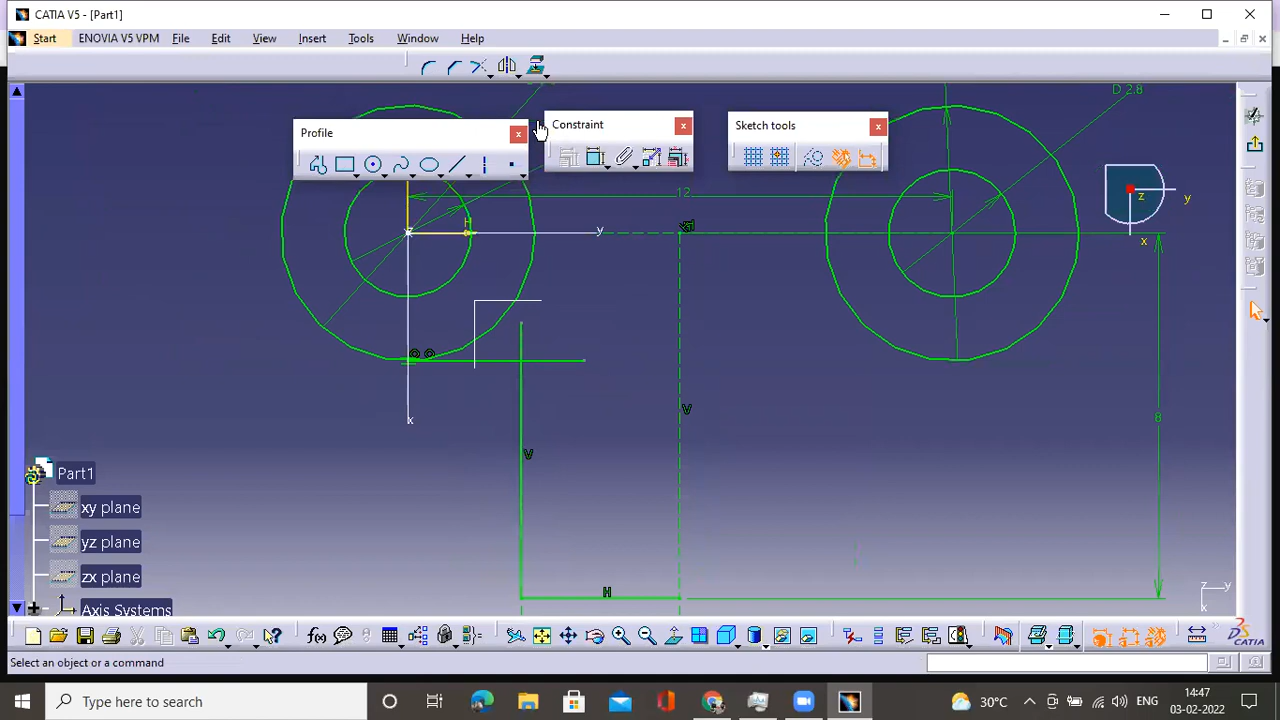 CATIA V5 - [Part1]
Start ENOVIA V5 VPM File Edit View Insert Tools Window Help
D 2.8
Constraint
Sketch tools
Profile
12
H
z
y
z
y
x
V
8
x
V
H
Part1
xy plane
yz plane
zx plane
Axis Systems
z y
x
f(x)
CATIA
Select an object or a command
Type here to search
30°C
ENG
14:47
03-02-2022